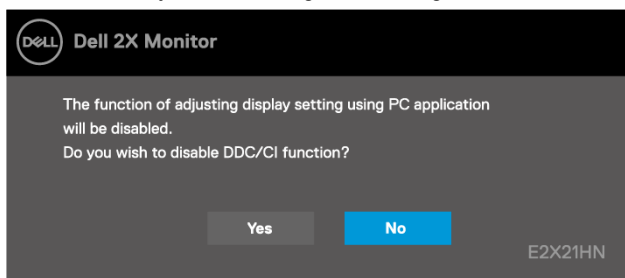 DELL Dell 2X Monitor
The function of adjusting display setting using PC application
will be disabled.
Do you wish to disable DDC/CI function?
Yes No
E2X21HN